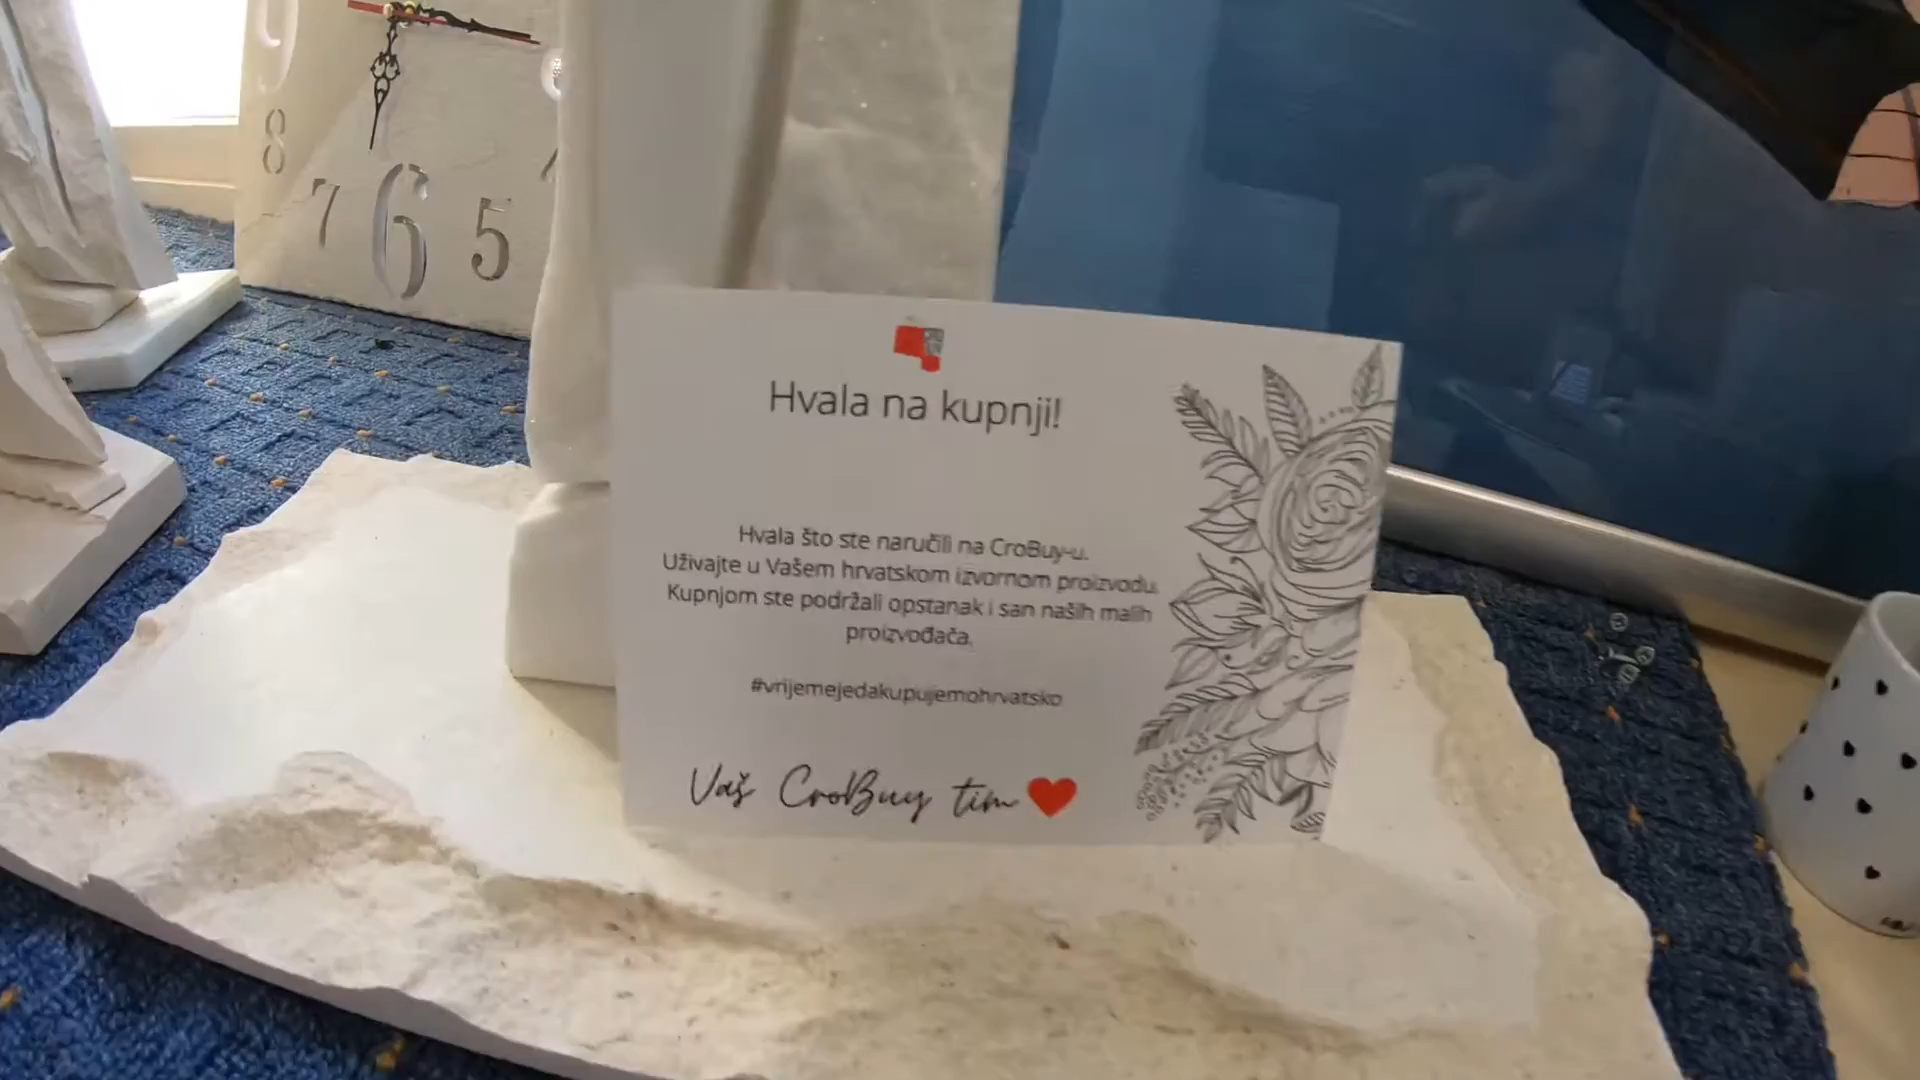 8
7
6
5
Hvala na kupnji!
Hvala što ste naručili na CroBuy-u.
Uživajte u Vašem hrvatskom izvornom proizvodu.
Kupnjom ste podržali opstanak i san naših malih
proizvođača.
#vrijemejedakupujemohrvatsko
Vaš CroBuy tim